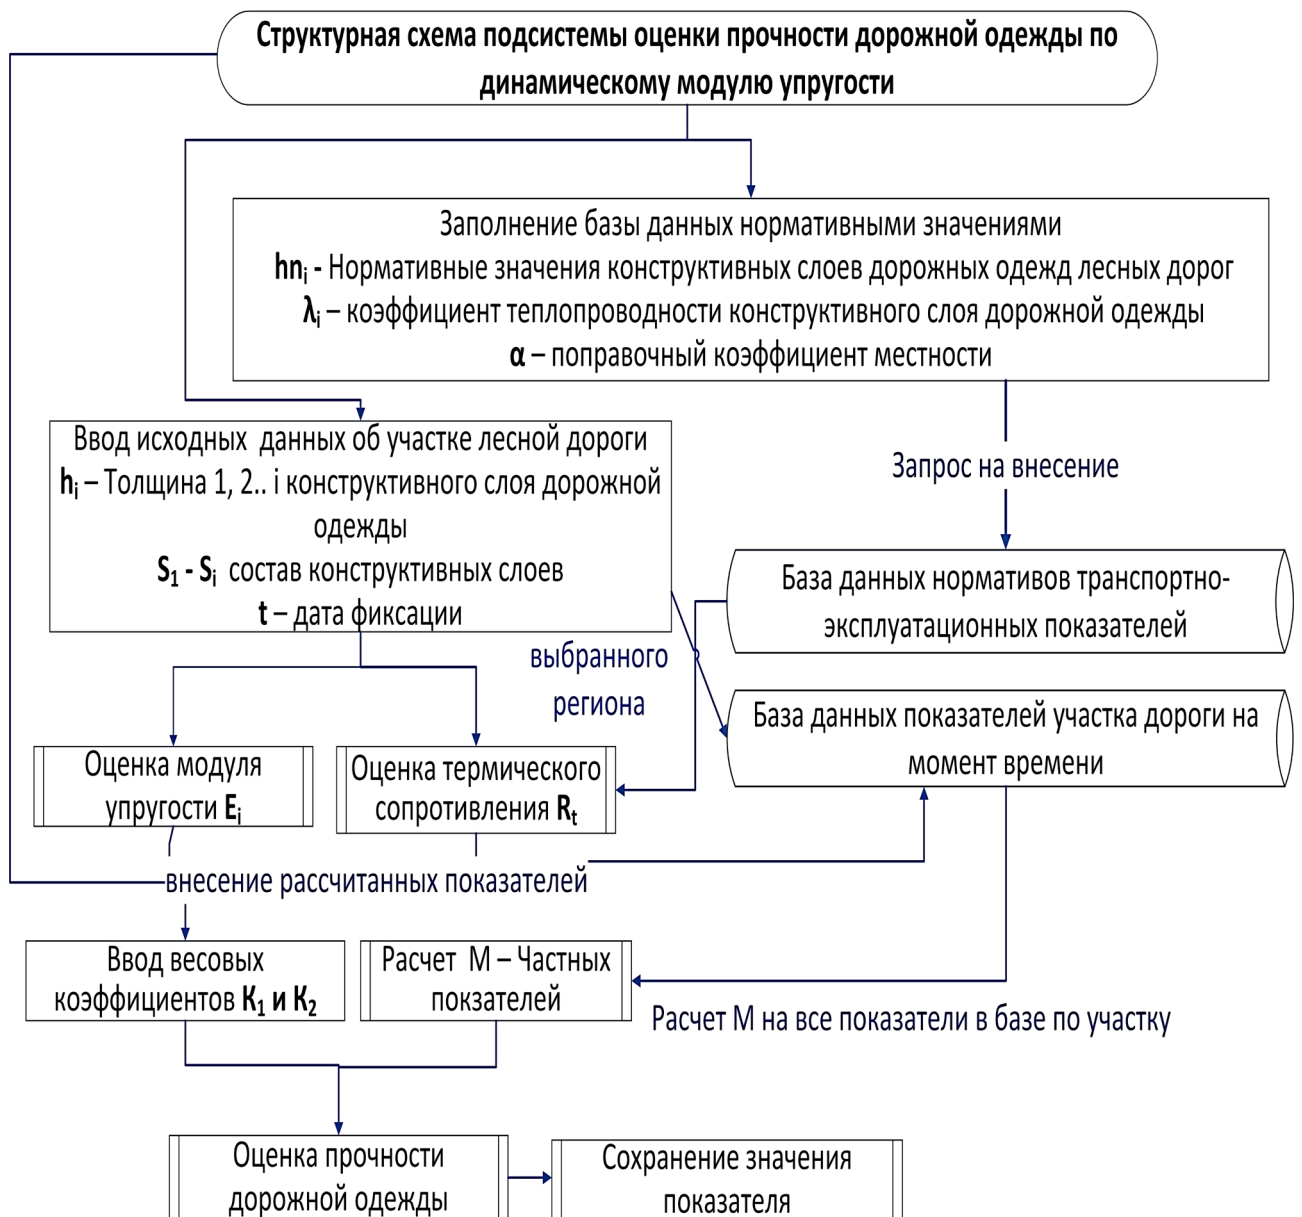 Структурная схема подсистемы оценки прочности дорожной одежды по
динамическому модулю упругости
Заполнение базы данных нормативными значениями
hnᵢ - Нормативные значения конструктивных слоев дорожных одежд лесных дорог
λᵢ – коэффициент теплопроводности конструктивного слоя дорожной одежды
α – поправочный коэффициент местности
Ввод исходных данных об участке лесной дороги
hᵢ – Толщина 1, 2.. i конструктивного слоя дорожной
одежды
S₁ - Sᵢ состав конструктивных слоев
t – дата фиксации
Запрос на внесение
База данных нормативов транспортно-
эксплуатационных показателей
выбранного
региона
База данных показателей участка дороги на
момент времени
Оценка модуля
упругости Eᵢ
Оценка термического
сопротивления Rₜ
внесение рассчитанных показателей
Ввод весовых
коэффициентов К₁ и К₂
Расчет М – Частных
покзателей
Расчет М на все показатели в базе по участку
Оценка прочности
дорожной одежды
Сохранение значения
показателя